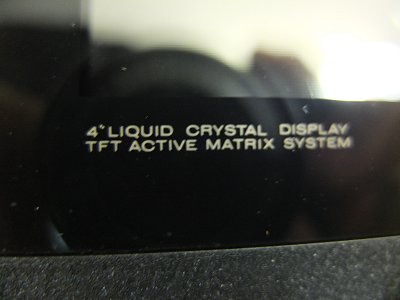 4" LIQUID CRYSTAL DISPLAY
TFT ACTIVE MATRIX SYSTEM